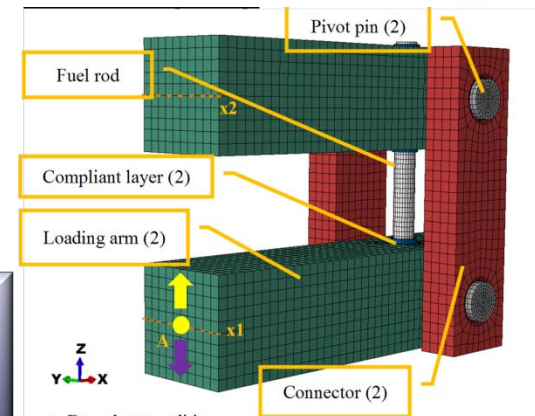 Pivot pin (2)
Fuel rod
x2
Compliant layer (2)
Loading arm (2)
x1
A
Z
Y
X
Connector (2)